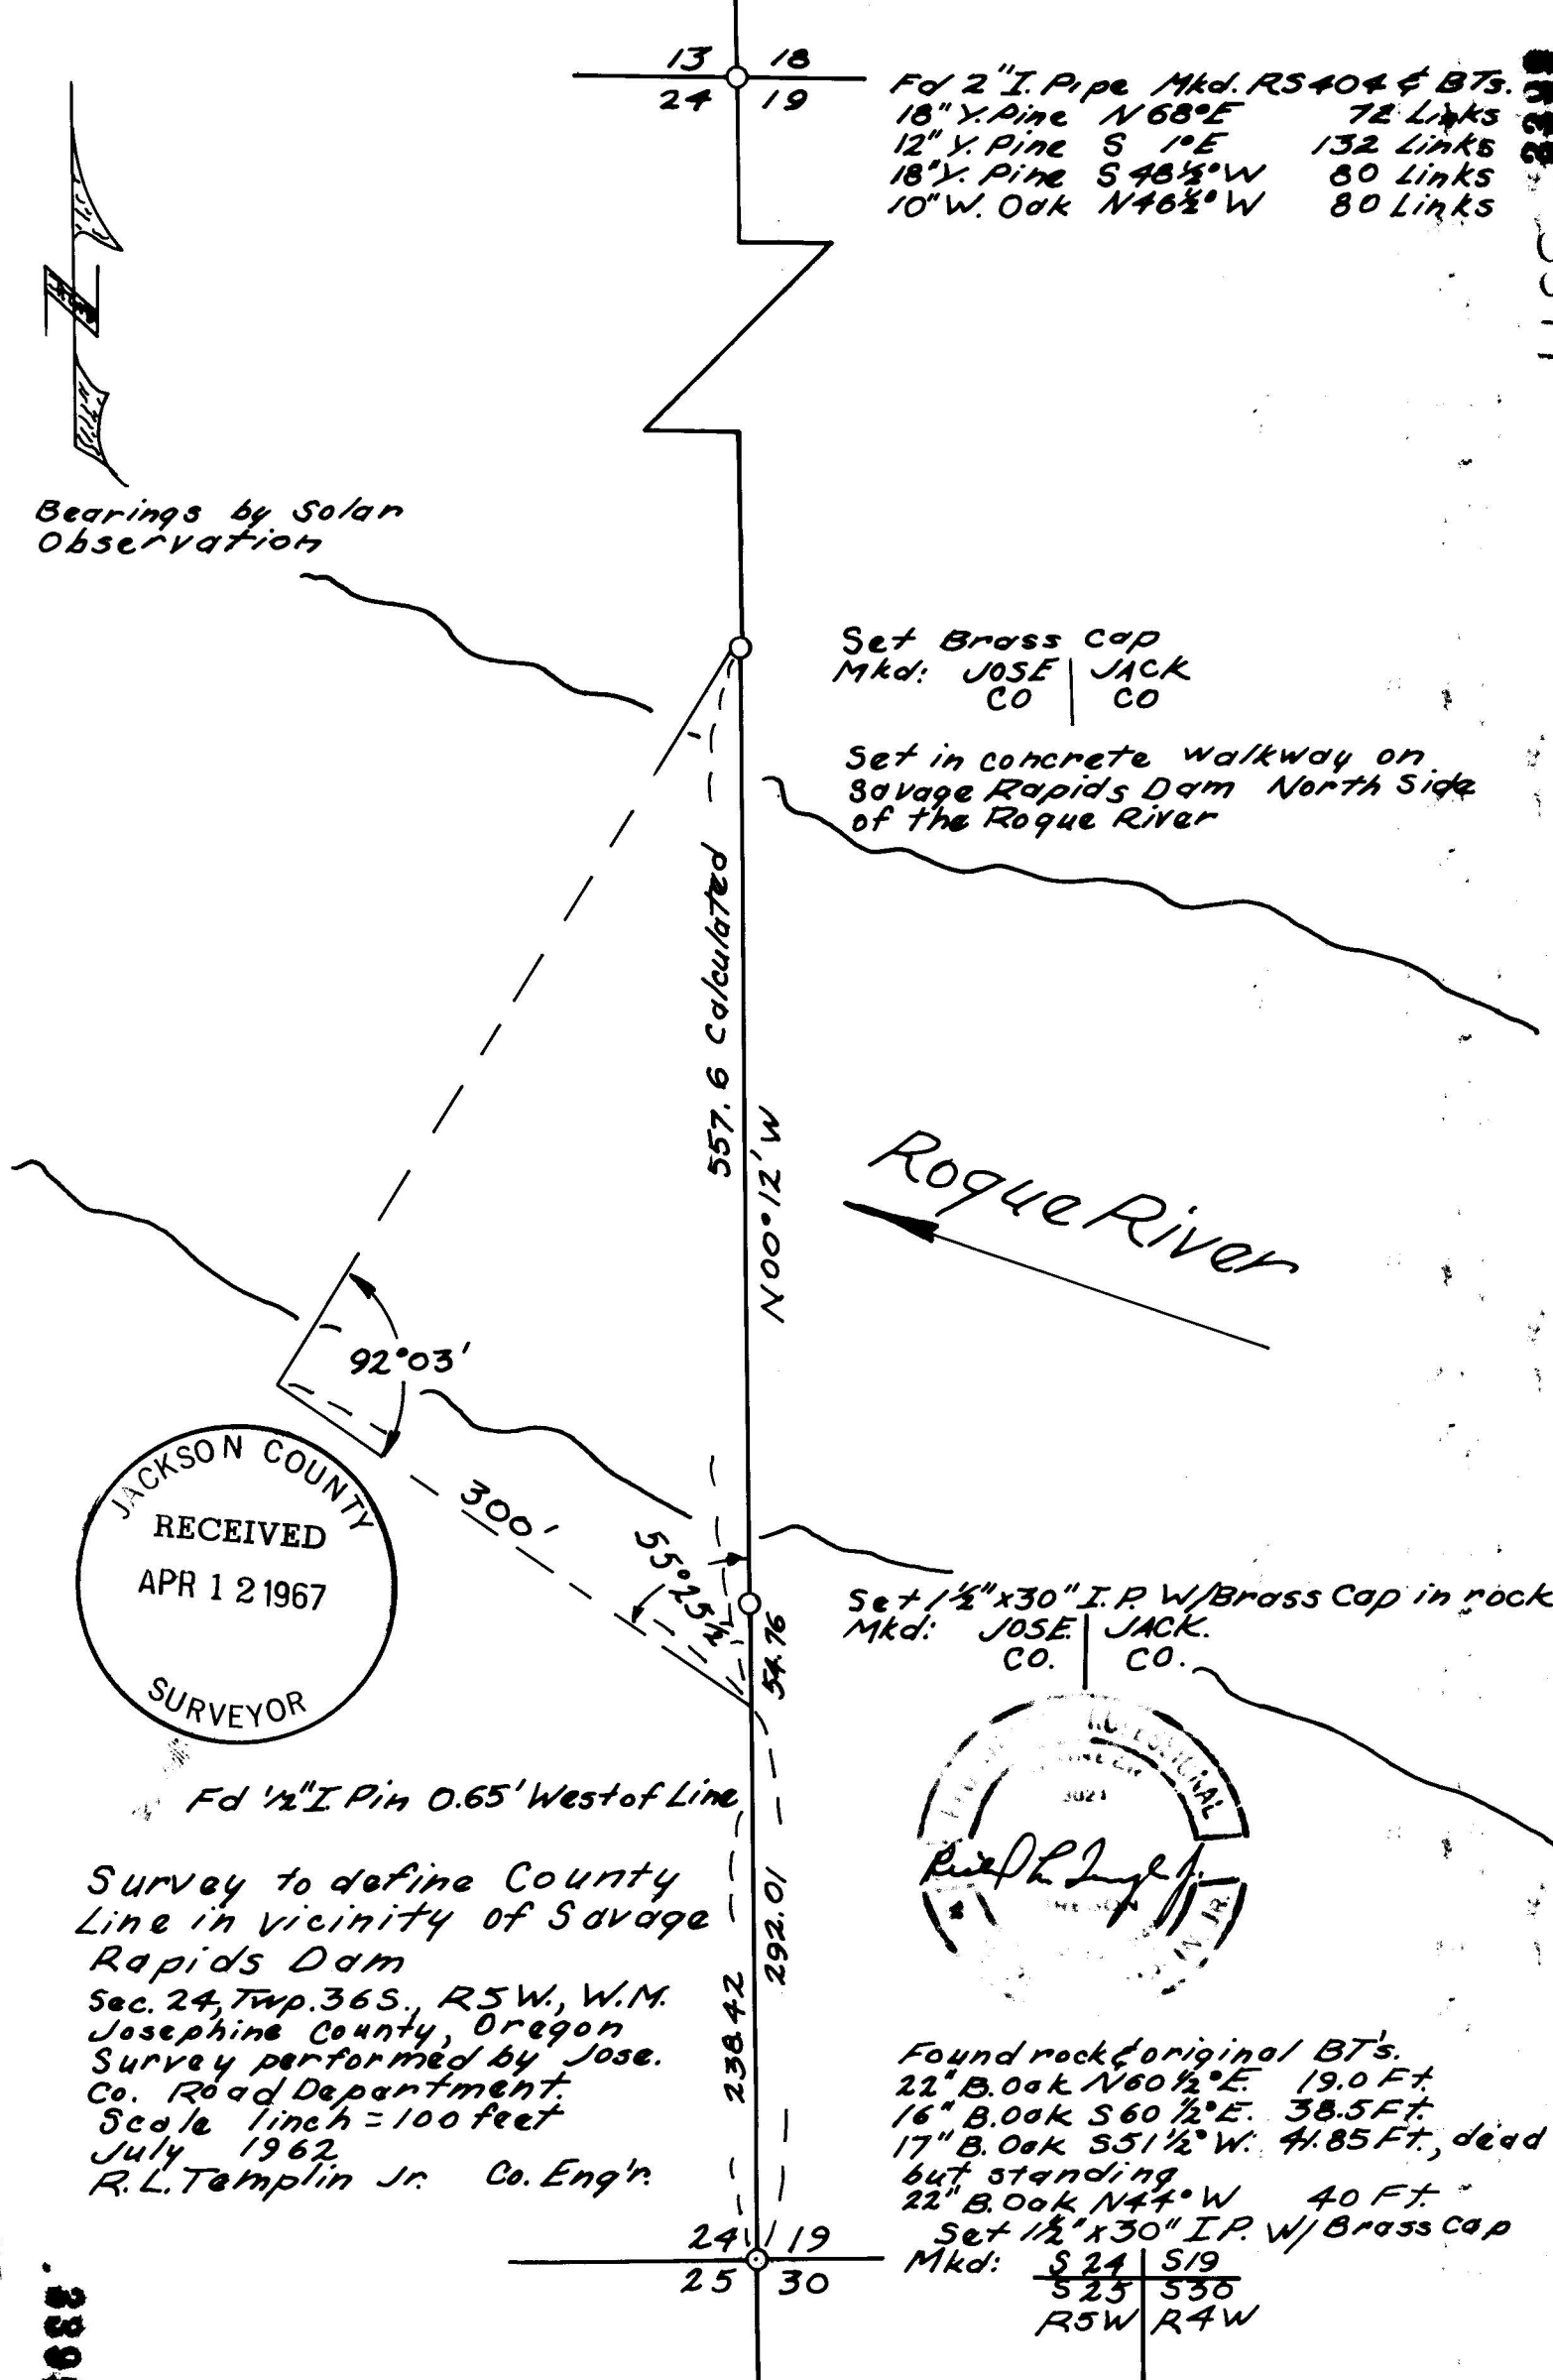 13 18
24 19
Fd 2" I. Pipe Mkd. RS404 & BTs.
18" Y. Pine N 68° E 72 Links
12" Y. Pine S 1° E 132 Links
18" Y. Pine S 48½° W 80 Links
10" W. Oak N 46½° W 80 Links
Bearings by Solar
Observation
Set Brass Cap
Mkd: JOSE | JACK
CO | CO
Set in concrete walkway on
Savage Rapids Dam North Side
of the Rogue River
557.6 Calculated
N00°12'W
Rogue River
92°03'
300'
55°25½'
54.76
JACKSON COUNTY
RECEIVED
APR 12 1967
SURVEYOR
Set 1½"x30" I.P. W/Brass Cap in rock
Mkd: JOSE. | JACK.
CO. | CO.
PROFESSIONAL
Fd ½" I Pin 0.65' West of Line
292.01
238.42
Survey to define County
Line in vicinity of Savage
Rapids Dam
Sec. 24, Twp. 36S., R5W., W.M.
Josephine County, Oregon
Survey performed by Jose.
Co. Road Department.
Scale 1inch = 100 feet
July 1962
R.L. Templin Jr. Co. Eng'r.
Found rock & original BT's.
22" B. Oak N60½°E. 19.0 Ft.
16" B. Oak S60½°E. 38.5 Ft.
17" B. Oak S51½°W. 41.85 Ft., dead
but standing
22" B. Oak N44°W 40 Ft.
Set 1½"x30" I.P. W/ Brass Cap
Mkd: S24 | S19
S25 | S30
R5W | R4W
24 19
25 30